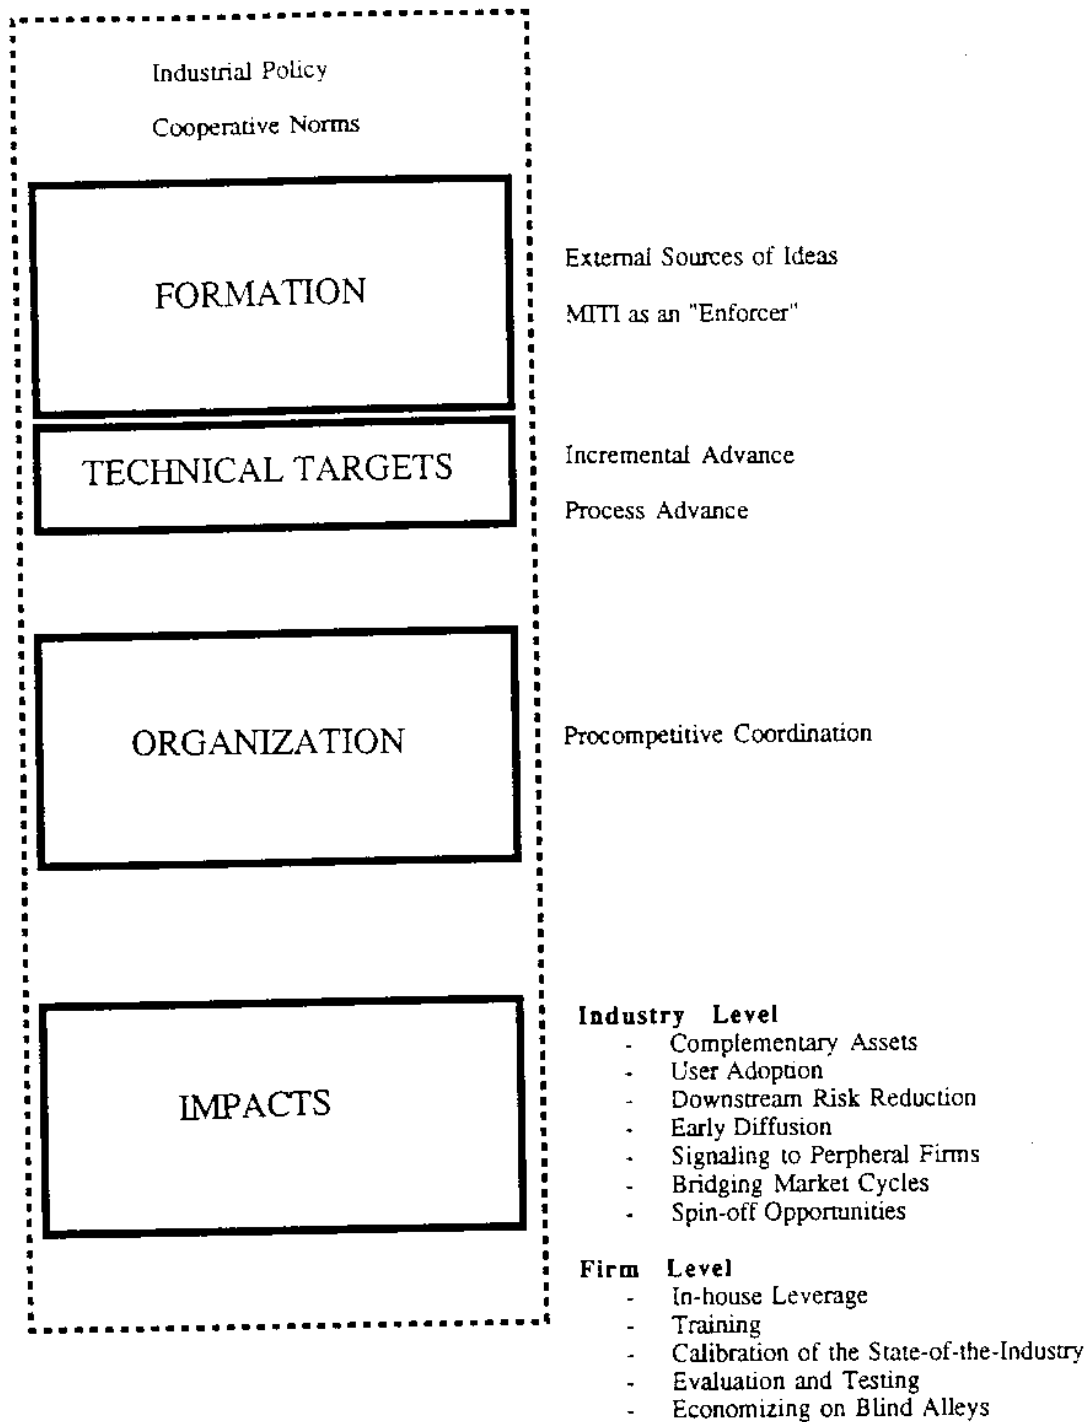 Industrial Policy
Cooperative Norms
FORMATION
External Sources of Ideas
MITI as an "Enforcer"
TECHNICAL TARGETS
Incremental Advance
Process Advance
ORGANIZATION
Procompetitive Coordination
IMPACTS
Industry Level
- Complementary Assets
- User Adoption
- Downstream Risk Reduction
- Early Diffusion
- Signaling to Perpheral Firms
- Bridging Market Cycles
- Spin-off Opportunities
Firm Level
- In-house Leverage
- Training
- Calibration of the State-of-the-Industry
- Evaluation and Testing
- Economizing on Blind Alleys